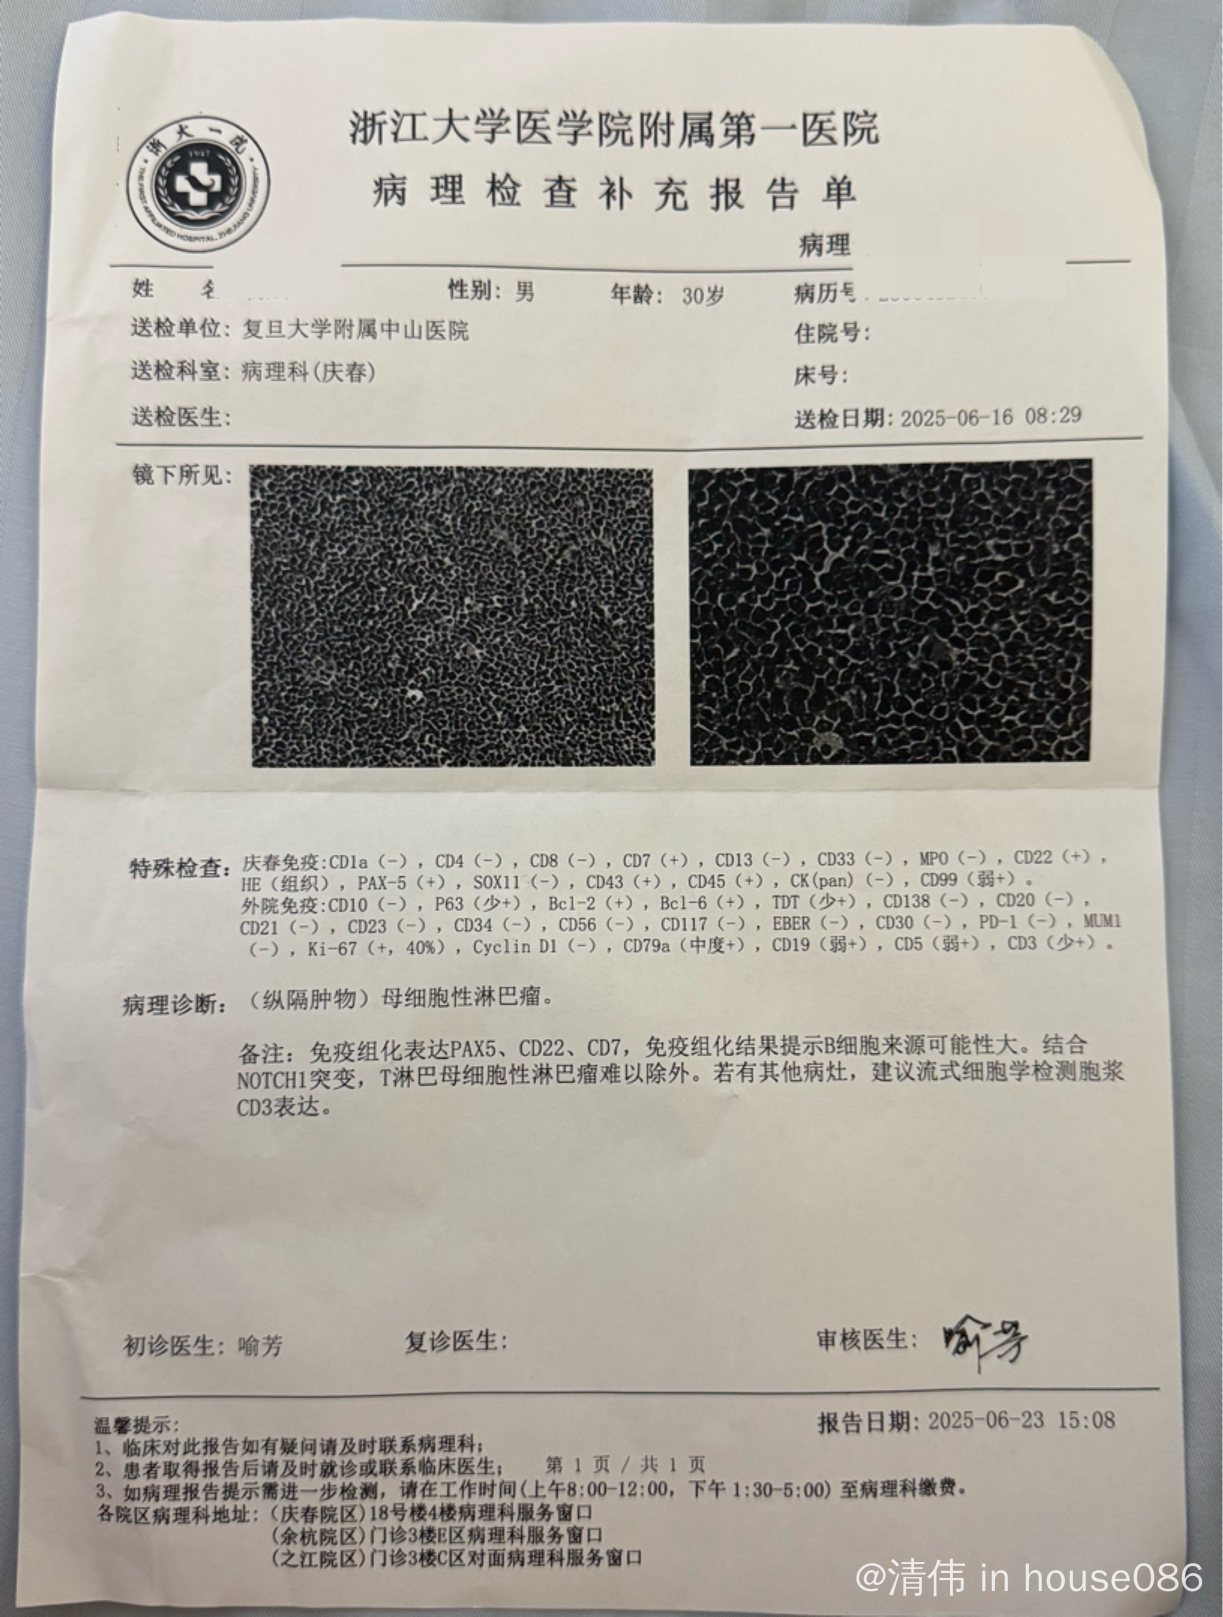 浙大一院
1947
THE FIRST AFFILIATED HOSPITAL, ZHEJIANG UNIVERSITY
浙江大学医学院附属第一医院
病理检查补充报告单
病理
姓 名 性别: 男 年龄: 30岁 病历号
送检单位: 复旦大学附属中山医院 住院号:
送检科室: 病理科(庆春) 床号:
送检医生: 送检日期: 2025-06-16 08:29
镜下所见:
特殊检查: 庆春免疫:CD1a (-) , CD4 (-) , CD8 (-) , CD7 (+) , CD13 (-) , CD33 (-) , MPO (-) , CD22 (+) ,
HE (组织) , PAX-5 (+) , SOX11 (-) , CD43 (+) , CD45 (+) , CK(pan) (-) , CD99 (弱+) 。
外院免疫:CD10 (-) , P63 (少+) , Bcl-2 (+) , Bcl-6 (+) , TDT (少+) , CD138 (-) , CD20 (-) ,
CD21 (-) , CD23 (-) , CD34 (-) , CD56 (-) , CD117 (-) , EBER (-) , CD30 (-) , PD-1 (-) , MUM1
(-) , Ki-67 (+, 40%) , Cyclin D1 (-) , CD79a (中度+) , CD19 (弱+) , CD5 (弱+) , CD3 (少+) 。
病理诊断: (纵隔肿物) 母细胞性淋巴瘤。
备注: 免疫组化表达PAX5、CD22、CD7, 免疫组化结果提示B细胞来源可能性大。结合
NOTCH1突变, T淋巴母细胞性淋巴瘤难以除外。若有其他病灶, 建议流式细胞学检测胞浆
CD3表达。
初诊医生: 喻芳 复诊医生: 审核医生: 喻芳
报告日期: 2025-06-23 15:08
温馨提示:
1、临床对此报告如有疑问请及时联系病理科;
2、患者取得报告后请及时就诊或联系临床医生; 第 1 页 / 共 1 页
3、如病理报告提示需进一步检测, 请在工作时间(上午8:00-12:00, 下午 1:30-5:00) 至病理科缴费。
各院区病理科地址: (庆春院区)18号楼4楼病理科服务窗口
(余杭院区)门诊3楼E区病理科服务窗口
(之江院区)门诊3楼C区对面病理科服务窗口
@清伟 in house086